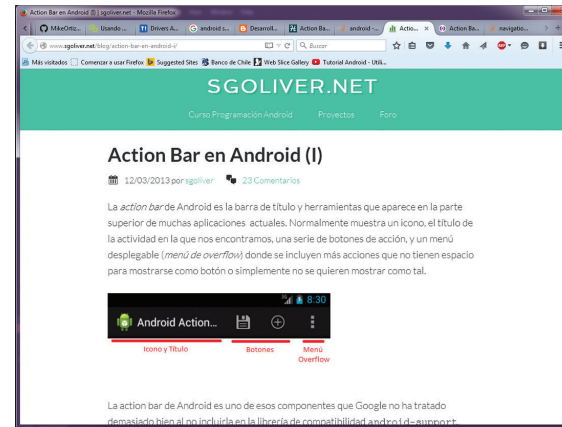 Action Bar en Android (I) | sgoliver.net - Mozilla Firefox
MikeOrtiz... Usando ... Drivers A... android s... Desarroll... Action Ba... android -... Actio... Action Ba... navigatio...
www.sgoliver.net/blog/action-bar-en-android-i/ Buscar
Más visitados Comenzar a usar Firefox Suggested Sites Banco de Chile Web Slice Gallery Tutorial Android - Utili...
SGOLIVER.NET
Curso Programación Android Proyectos Foro
Action Bar en Android (I)
12/03/2013 por sgoliver 23 Comentarios
La action bar de Android es la barra de título y herramientas que aparece en la parte
superior de muchas aplicaciones actuales. Normalmente muestra un icono, el título de
la actividad en la que nos encontramos, una serie de botones de acción, y un menú
desplegable (menú de overflow) donde se incluyen más acciones que no tienen espacio
para mostrarse como botón o simplemente no se quieren mostrar como tal.
8:30
Android Action...
Icono y Título Botones Menú
Overflow
La action bar de Android es uno de esos componentes que Google no ha tratado
demasiado bien al no incluirla en la librería de compatibilidad android-support.